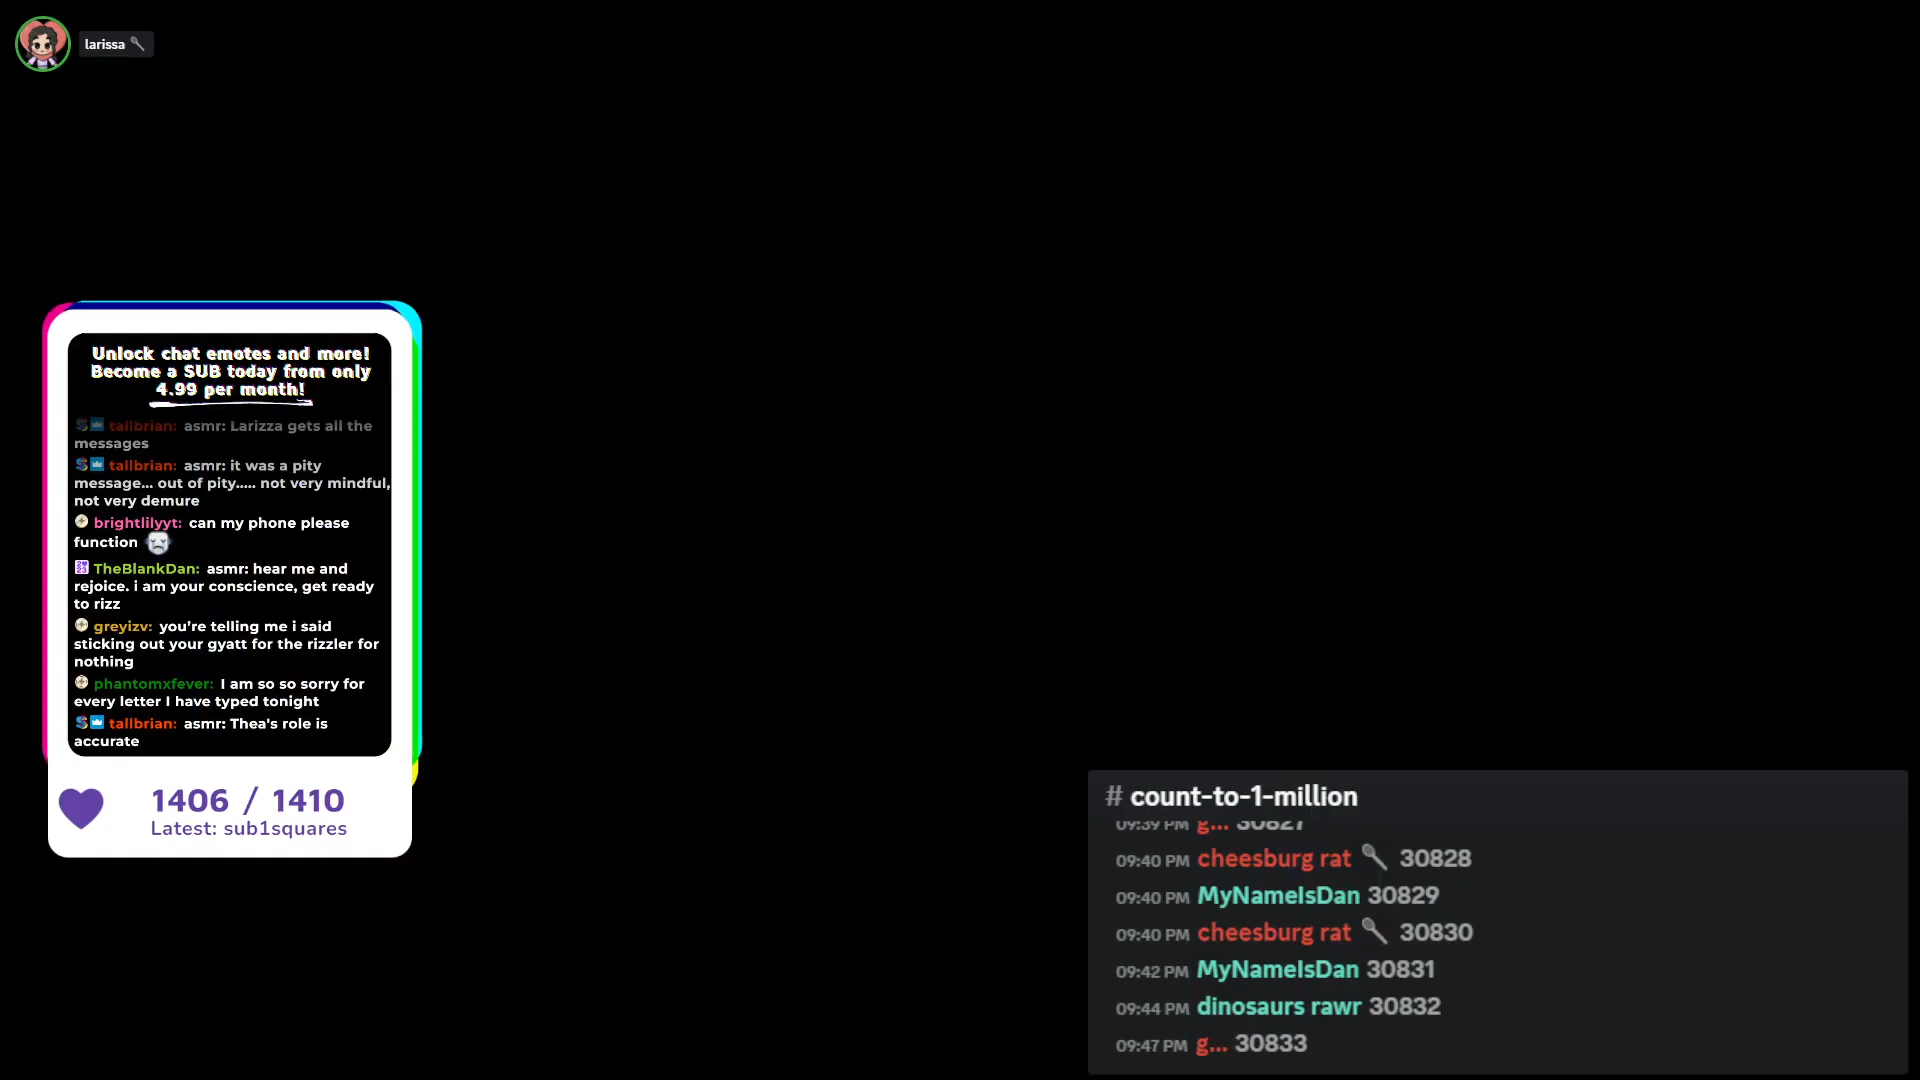 larissa
Unlock chat emotes and more!
Become a SUB today from only
4.99 per month!
tallbrian: asmr: Larizza gets all the
messages
tallbrian: asmr: it was a pity
message... out of pity..... not very mindful,
not very demure
brightlilyyt: can my phone please
function
TheBlankDan: asmr: hear me and
rejoice. i am your conscience, get ready
to rizz
greyizv: you’re telling me i said
sticking out your gyatt for the rizzler for
nothing
phantomxfever: I am so so sorry for
every letter I have typed tonight
tallbrian: asmr: Thea's role is
accurate
1406 / 1410
Latest: sub1squares
# count-to-1-million
09:39 PM g... 30827
09:40 PM cheesburg rat 30828
09:40 PM MyNameIsDan 30829
09:40 PM cheesburg rat 30830
09:42 PM MyNameIsDan 30831
09:44 PM dinosaurs rawr 30832
09:47 PM g... 30833